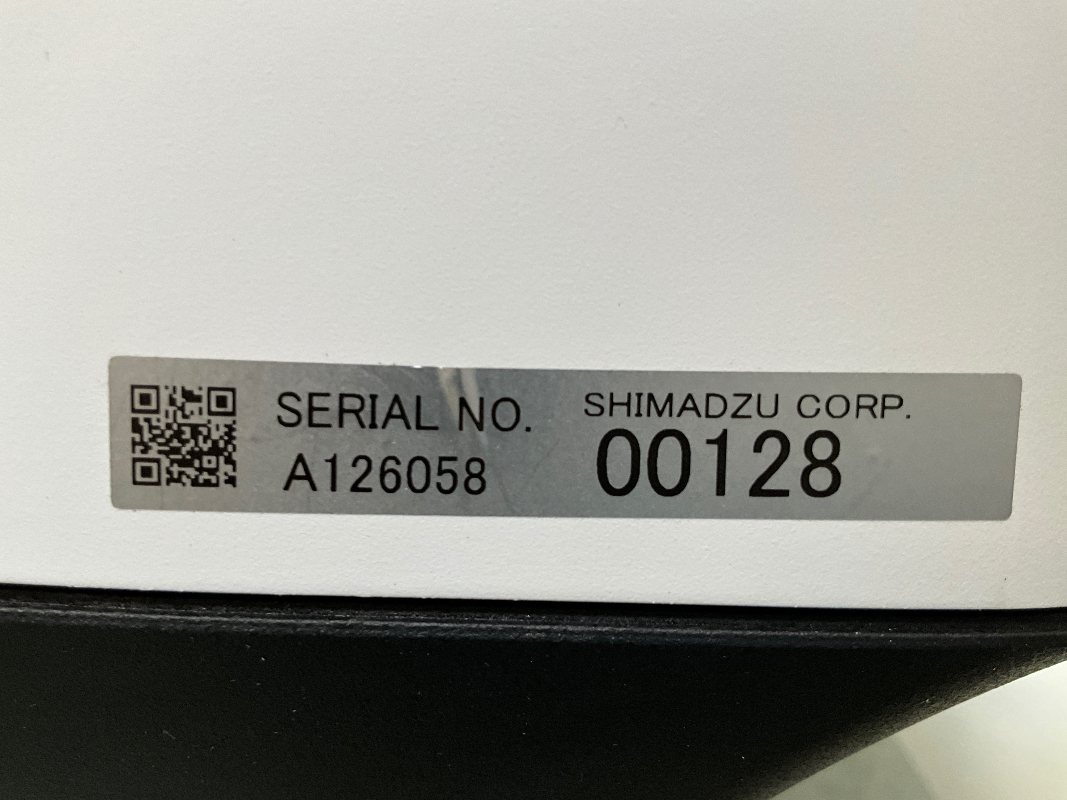 SERIAL NO.
A126058
SHIMADZU CORP.
00128